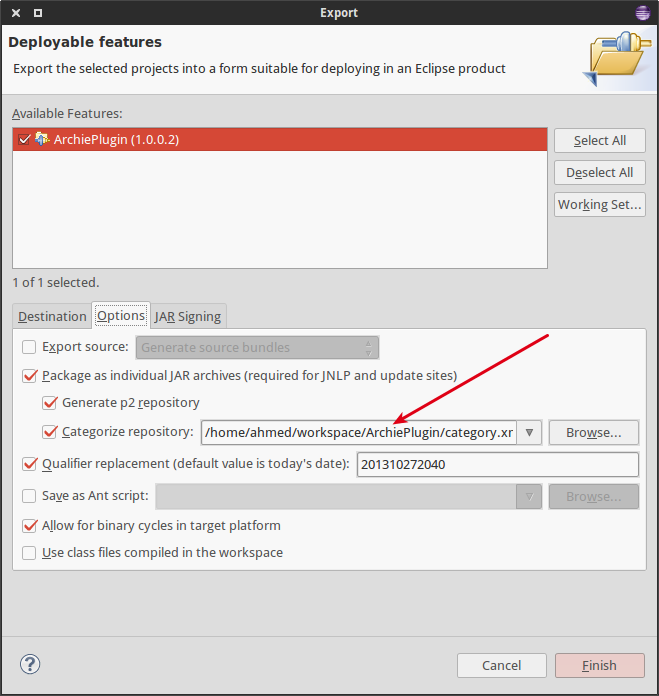 Export
Deployable features
Export the selected projects into a form suitable for deploying in an Eclipse product
Available Features:
ArchiePlugin (1.0.0.2)
Select All
Deselect All
Working Set...
1 of 1 selected.
Destination Options JAR Signing
Export source: Generate source bundles
Package as individual JAR archives (required for JNLP and update sites)
Generate p2 repository
Categorize repository: /home/ahmed/workspace/ArchiePlugin/category.xr Browse...
Qualifier replacement (default value is today's date): 201310272040
Save as Ant script: Browse...
Allow for binary cycles in target platform
Use class files compiled in the workspace
? Cancel Finish